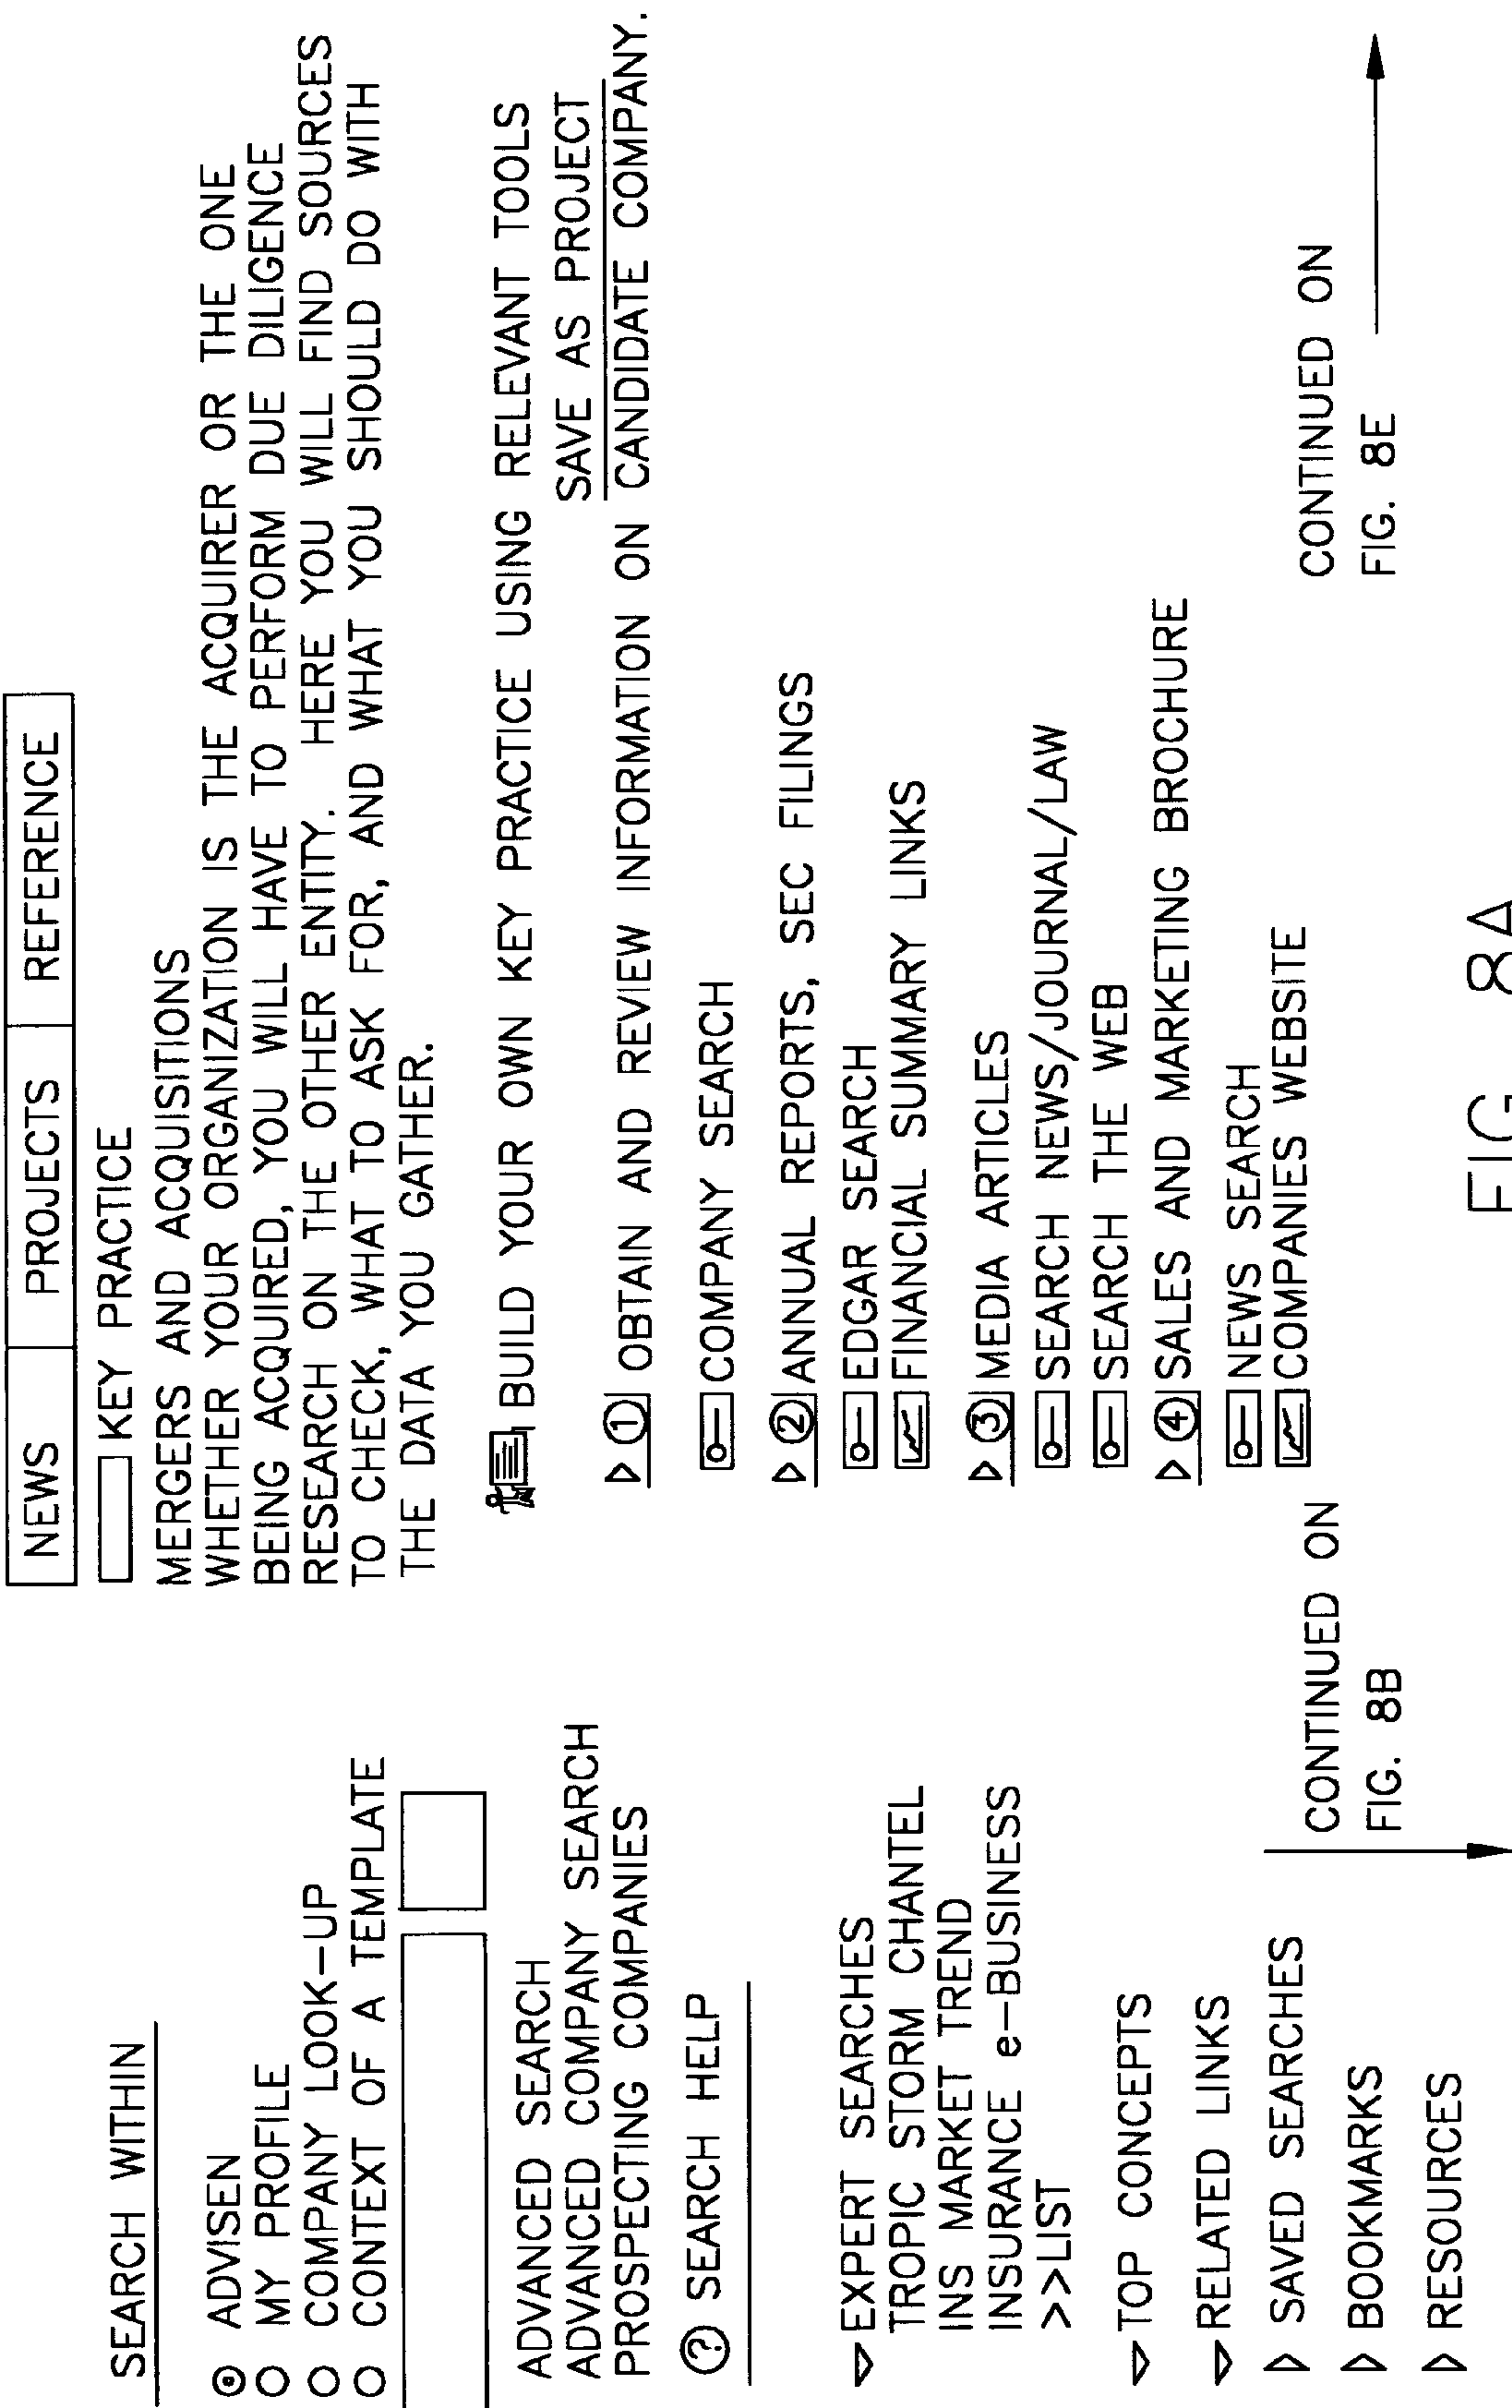 SEARCH WITHIN
ADVISEN
MY PROFILE
COMPANY LOOK-UP
CONTEXT OF A TEMPLATE
ADVANCED SEARCH
ADVANCED COMPANY SEARCH
PROSPECTING COMPANIES
? SEARCH HELP
EXPERT SEARCHES
TROPIC STORM CHANTEL
INS MARKET TREND
INSURANCE e-BUSINESS
>>LIST
TOP CONCEPTS
RELATED LINKS
SAVED SEARCHES
BOOKMARKS
RESOURCES
CONTINUED ON
FIG. 8B
NEWS PROJECTS REFERENCE
KEY PRACTICE
MERGERS AND ACQUISITIONS
WHETHER YOUR ORGANIZATION IS THE ACQUIRER OR THE ONE
BEING ACQUIRED, YOU WILL HAVE TO PERFORM DUE DILIGENCE
RESEARCH ON THE OTHER ENTITY. HERE YOU WILL FIND SOURCES
TO CHECK, WHAT TO ASK FOR, AND WHAT YOU SHOULD DO WITH
THE DATA YOU GATHER.
BUILD YOUR OWN KEY PRACTICE USING RELEVANT TOOLS
SAVE AS PROJECT
1 OBTAIN AND REVIEW INFORMATION ON CANDIDATE COMPANY.
COMPANY SEARCH
2 ANNUAL REPORTS, SEC FILINGS
EDGAR SEARCH
FINANCIAL SUMMARY LINKS
3 MEDIA ARTICLES
SEARCH NEWS/JOURNAL/LAW
SEARCH THE WEB
4 SALES AND MARKETING BROCHURE
NEWS SEARCH
COMPANIES WEBSITE
CONTINUED ON
FIG. 8E
FIG. 8A